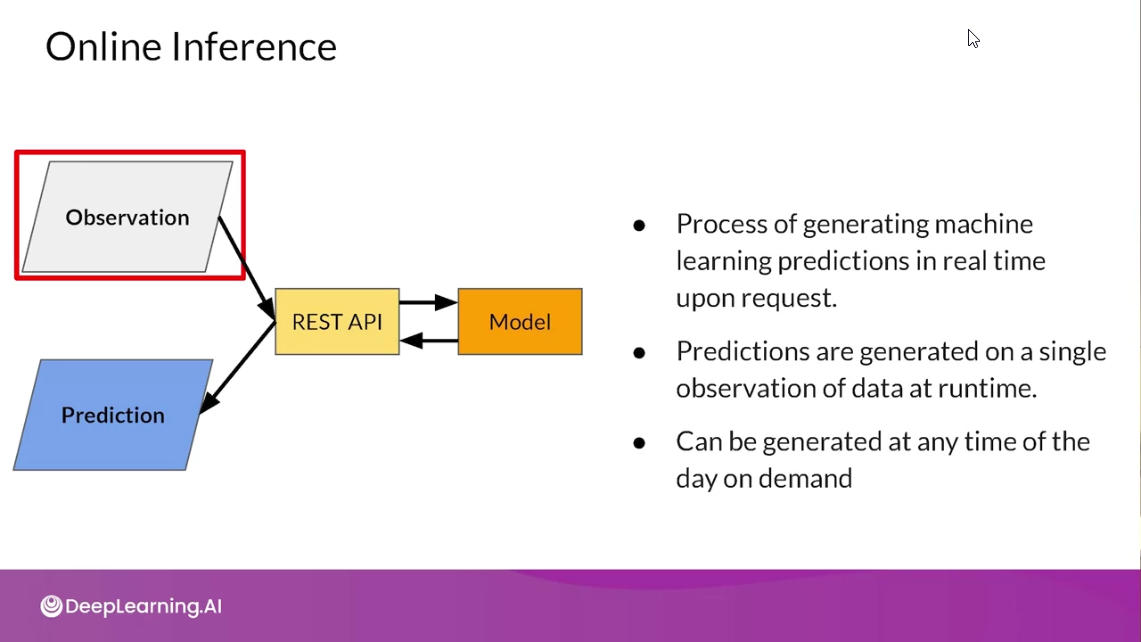 Online Inference
Observation
REST API
Model
Prediction
● Process of generating machine
learning predictions in real time
upon request.
● Predictions are generated on a single
observation of data at runtime.
● Can be generated at any time of the
day on demand
DeepLearning.AI